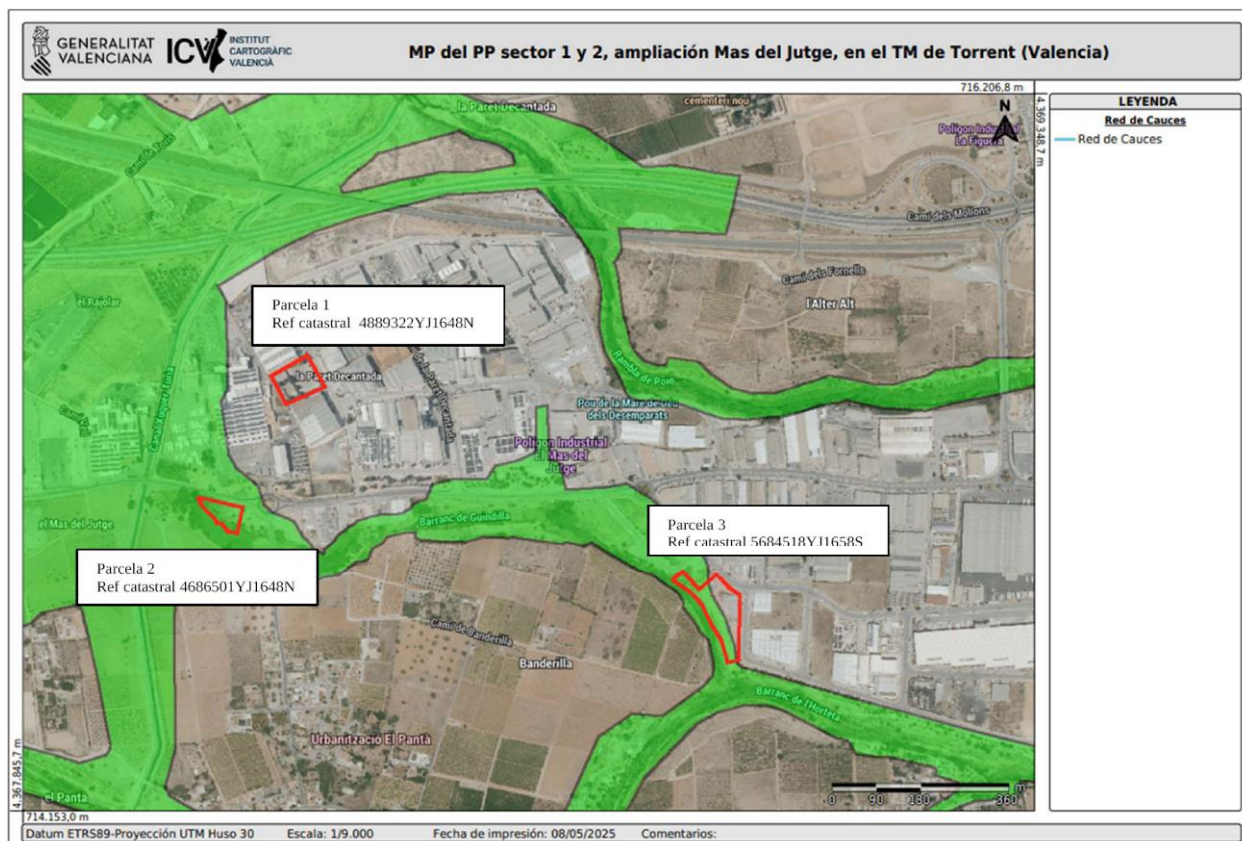 GENERALITAT
VALENCIANA
ICV
INSTITUT
CARTOGRÀFIC
VALENCIÀ
MP del PP sector 1 y 2, ampliación Mas del Jutge, en el TM de Torrent (Valencia)
716.206,8 m
4.369.348,7 m
N
LEYENDA
Red de Cauces
Red de Cauces
la Paret Decantada
cementeri nou
Polígon Industrial
La Figuera
Camí dels Mollons
Camí dels Fornells
l'Alter Alt
el Rajolar
Parcela 1
Ref catastral 4889322YJ1648N
la Paret Decantada
Rambla de Poio
Pou de la Mare de Déu
dels Desemparats
Polígon Industrial
El Mas del
Jutge
el Mas del Jutge
Barranc de Guindilla
Parcela 3
Ref catastral 5684518YJ1658S
Parcela 2
Ref catastral 4686501YJ1648N
Camí de Banderilla
Banderilla
Barranc de l'Horteta
Urbanització El Pantà
el Pantà
0 90 180 360 m
4.367.845,7 m
714.153,0 m
Datum ETRS89-Proyección UTM Huso 30 Escala: 1/9.000 Fecha de impresión: 08/05/2025 Comentarios: